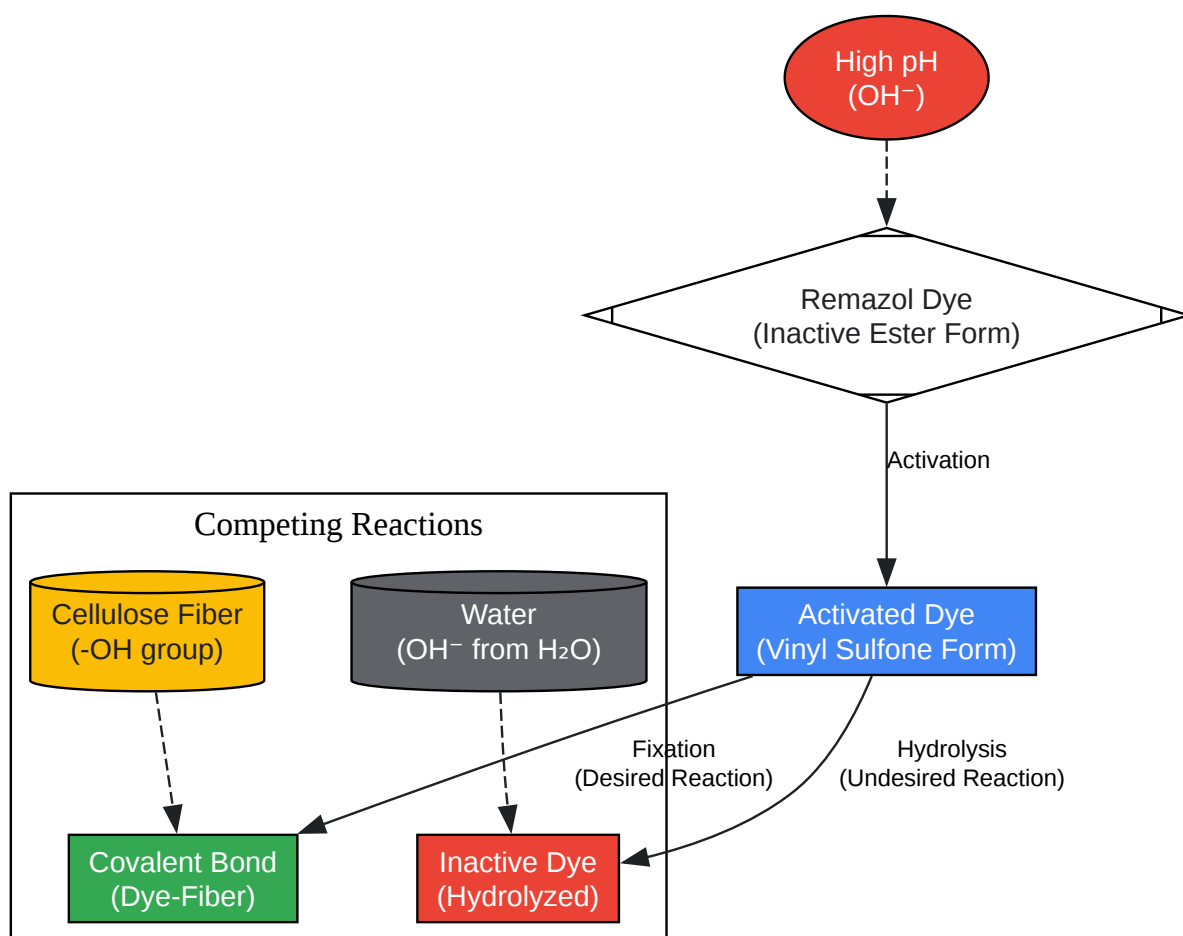 High pH
(OH⁻)
Remazol Dye
(Inactive Ester Form)
Activation
Competing Reactions
Cellulose Fiber
(-OH group)
Water
(OH⁻ from H₂O)
Activated Dye
(Vinyl Sulfone Form)
Fixation
(Desired Reaction)
Hydrolysis
(Undesired Reaction)
Covalent Bond
(Dye-Fiber)
Inactive Dye
(Hydrolyzed)